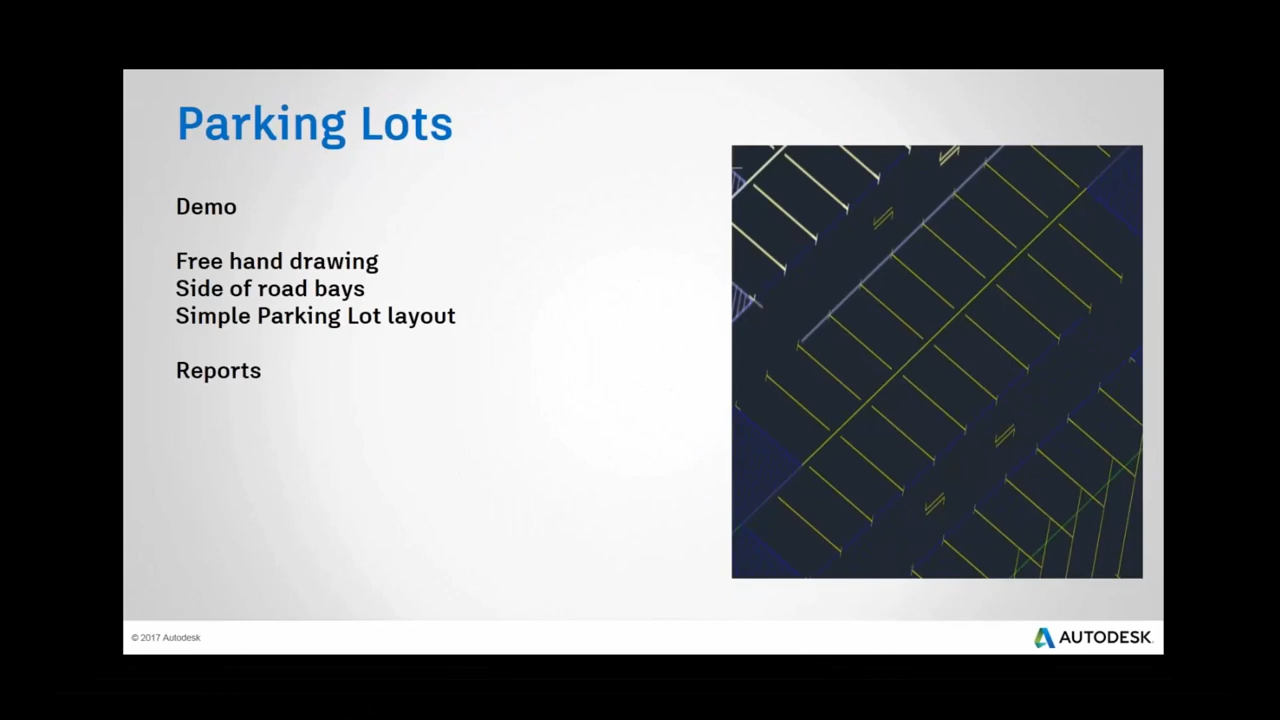 Parking Lots
Demo
Free hand drawing
Side of road bays
Simple Parking Lot layout
Reports
© 2017 Autodesk
AUTODESK.